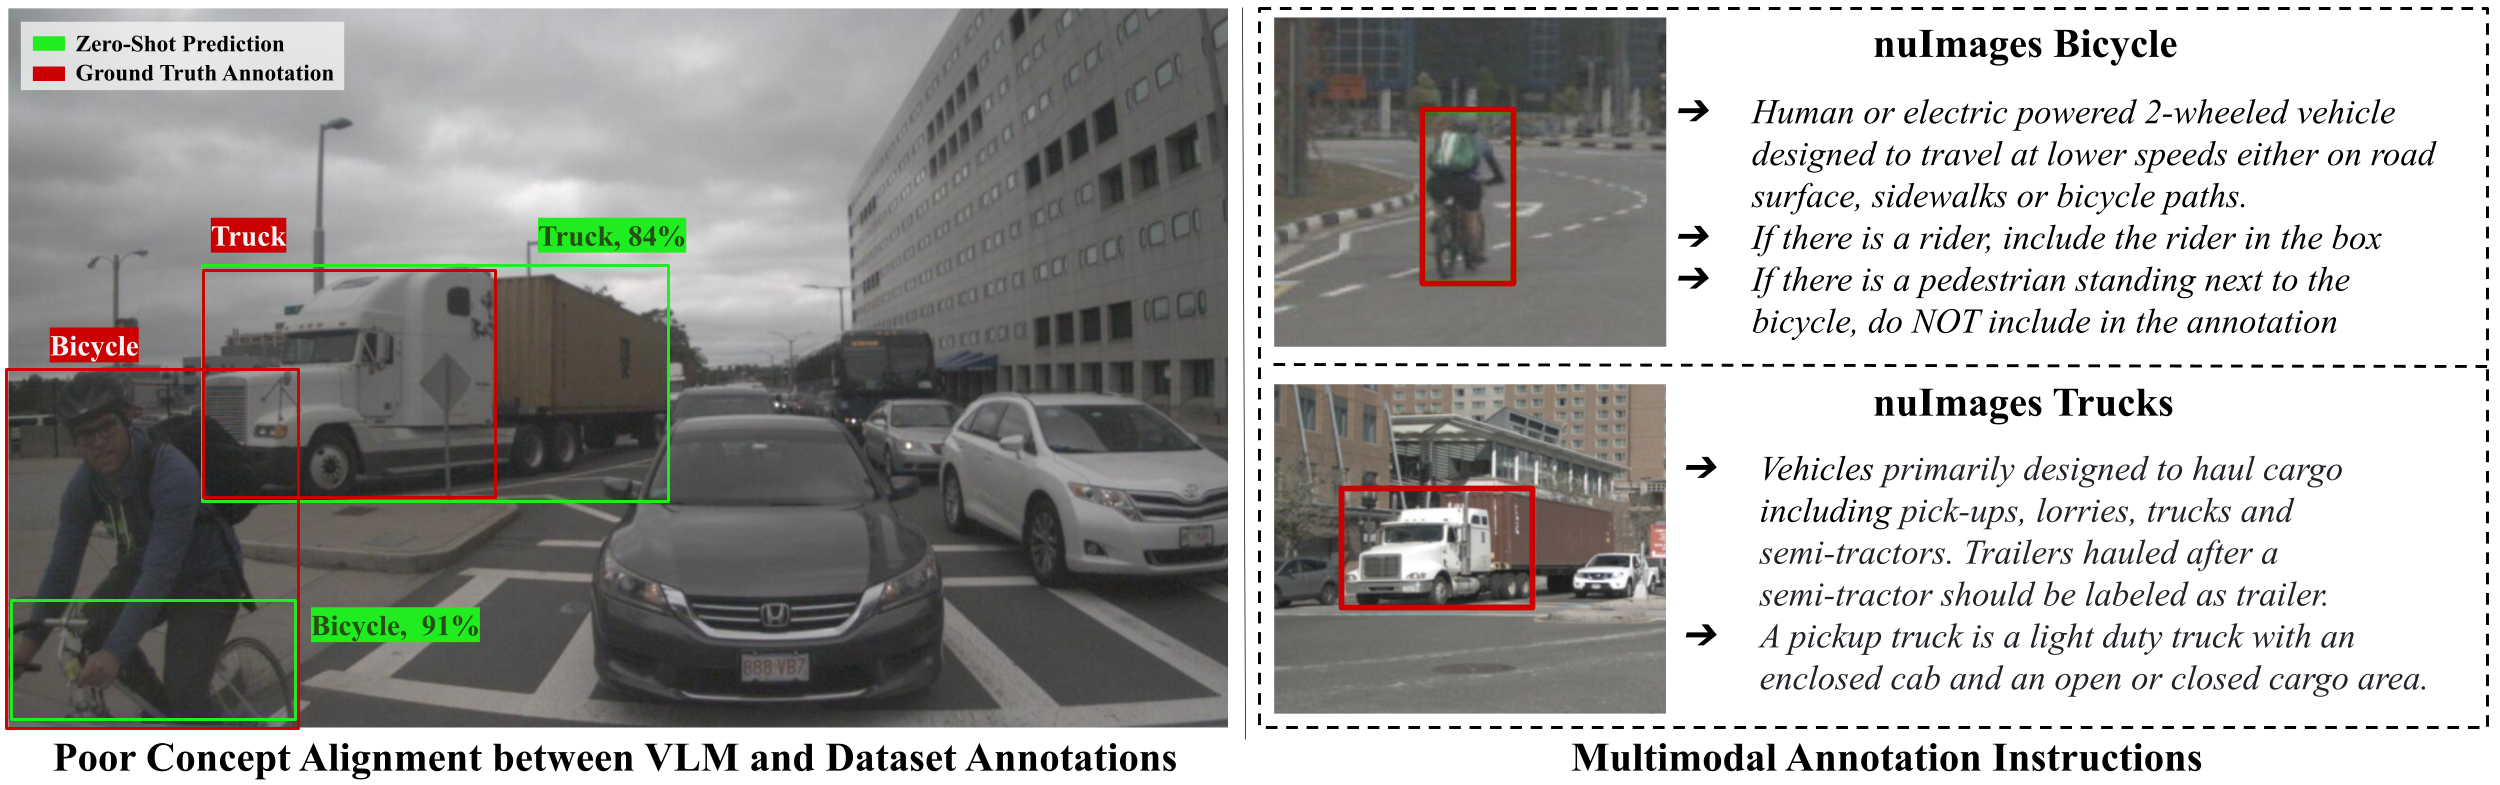 Zero-Shot Prediction
Ground Truth Annotation
Truck
Truck, 84%
Bicycle
Bicycle, 91%
888 VB7
Poor Concept Alignment between VLM and Dataset Annotations
nuImages Bicycle
➔ Human or electric powered 2-wheeled vehicle
designed to travel at lower speeds either on road
surface, sidewalks or bicycle paths.
➔ If there is a rider, include the rider in the box
➔ If there is a pedestrian standing next to the
bicycle, do NOT include in the annotation
nuImages Trucks
➔ Vehicles primarily designed to haul cargo
including pick-ups, lorries, trucks and
semi-tractors. Trailers hauled after a
semi-tractor should be labeled as trailer.
➔ A pickup truck is a light duty truck with an
enclosed cab and an open or closed cargo area.
Multimodal Annotation Instructions